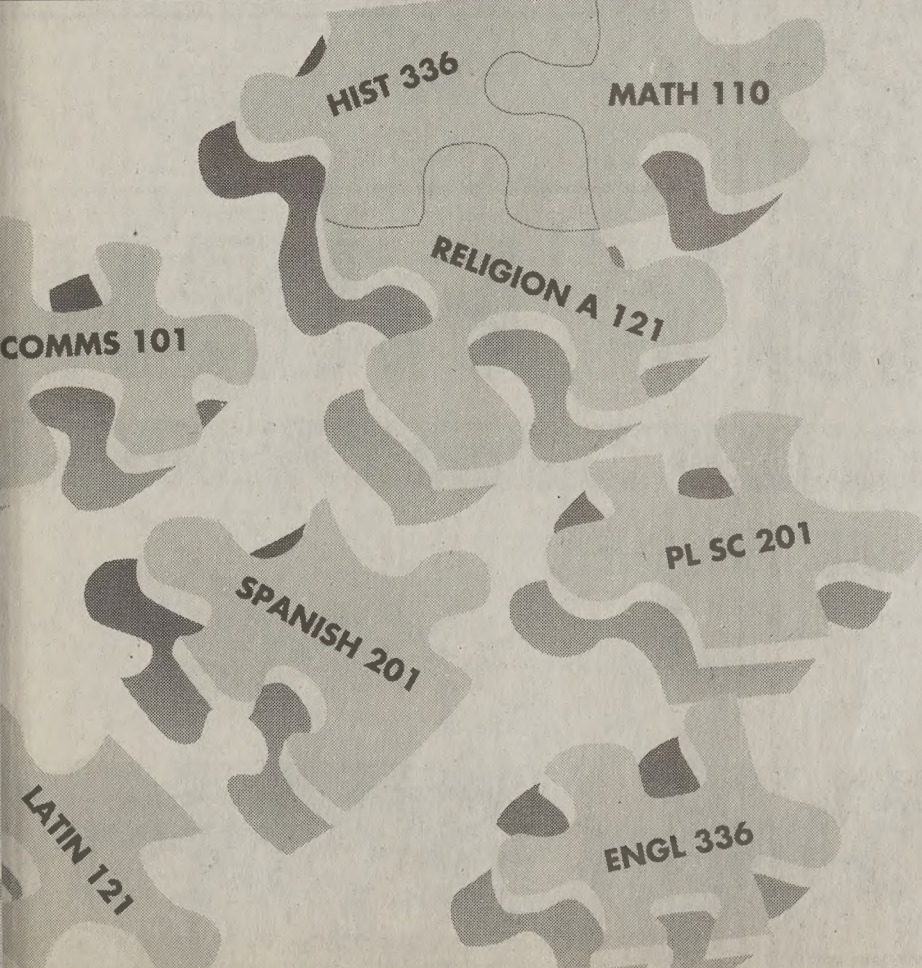 HIST 336
MATH 110
RELIGION A 121
COMMS 101
PL SC 201
SPANISH 201
LATIN 121
ENGL 336